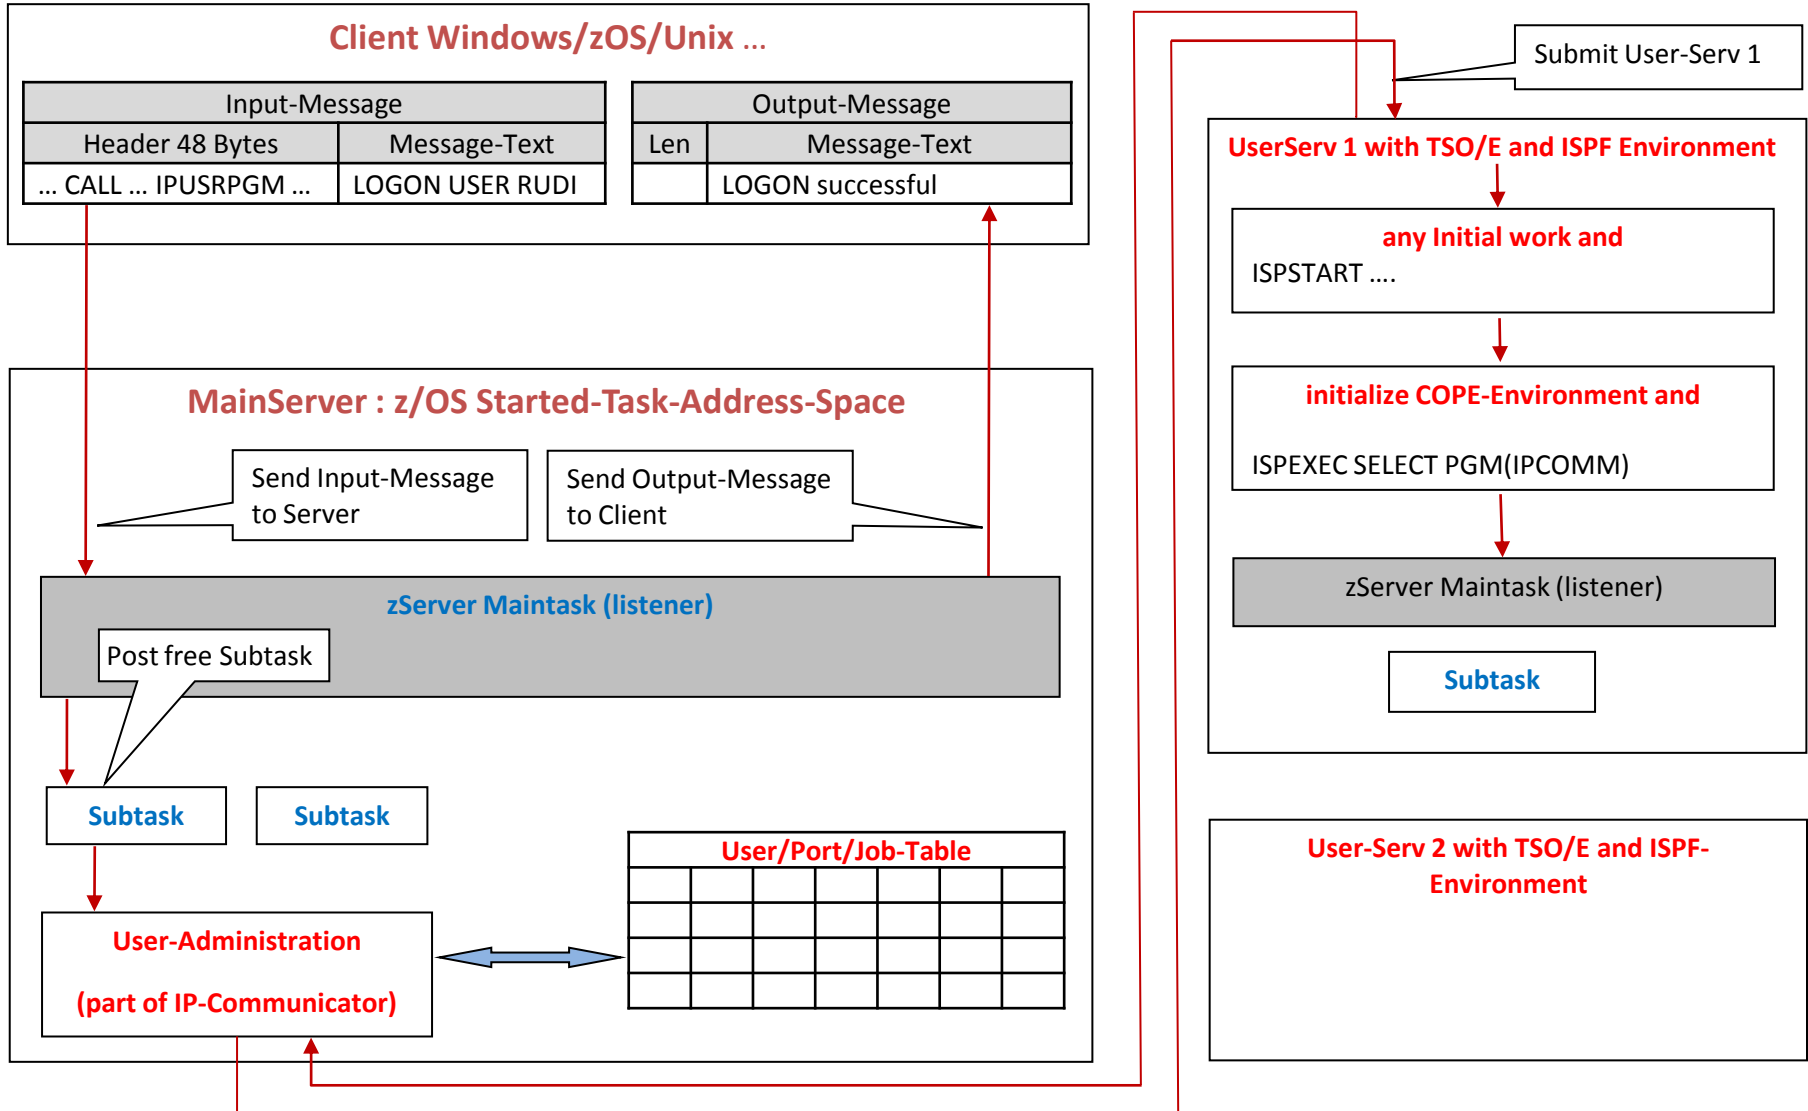 Client Windows/zOS/Unix ...
Input-Message
Header 48 Bytes
Message-Text
... CALL ... IPUSRPGM ...
LOGON USER RUDI
Output-Message
Len
Message-Text
LOGON successful
MainServer : z/OS Started-Task-Address-Space
Send Input-Message
to Server
Send Output-Message
to Client
zServer Maintask (listener)
Post free Subtask
Subtask
Subtask
User-Administration
(part of IP-Communicator)
User/Port/Job-Table
Submit User-Serv 1
UserServ 1 with TSO/E and ISPF Environment
any Initial work and
ISPSTART ....
initialize COPE-Environment and
ISPEXEC SELECT PGM(IPCOMM)
zServer Maintask (listener)
Subtask
User-Serv 2 with TSO/E and ISPF-
Environment